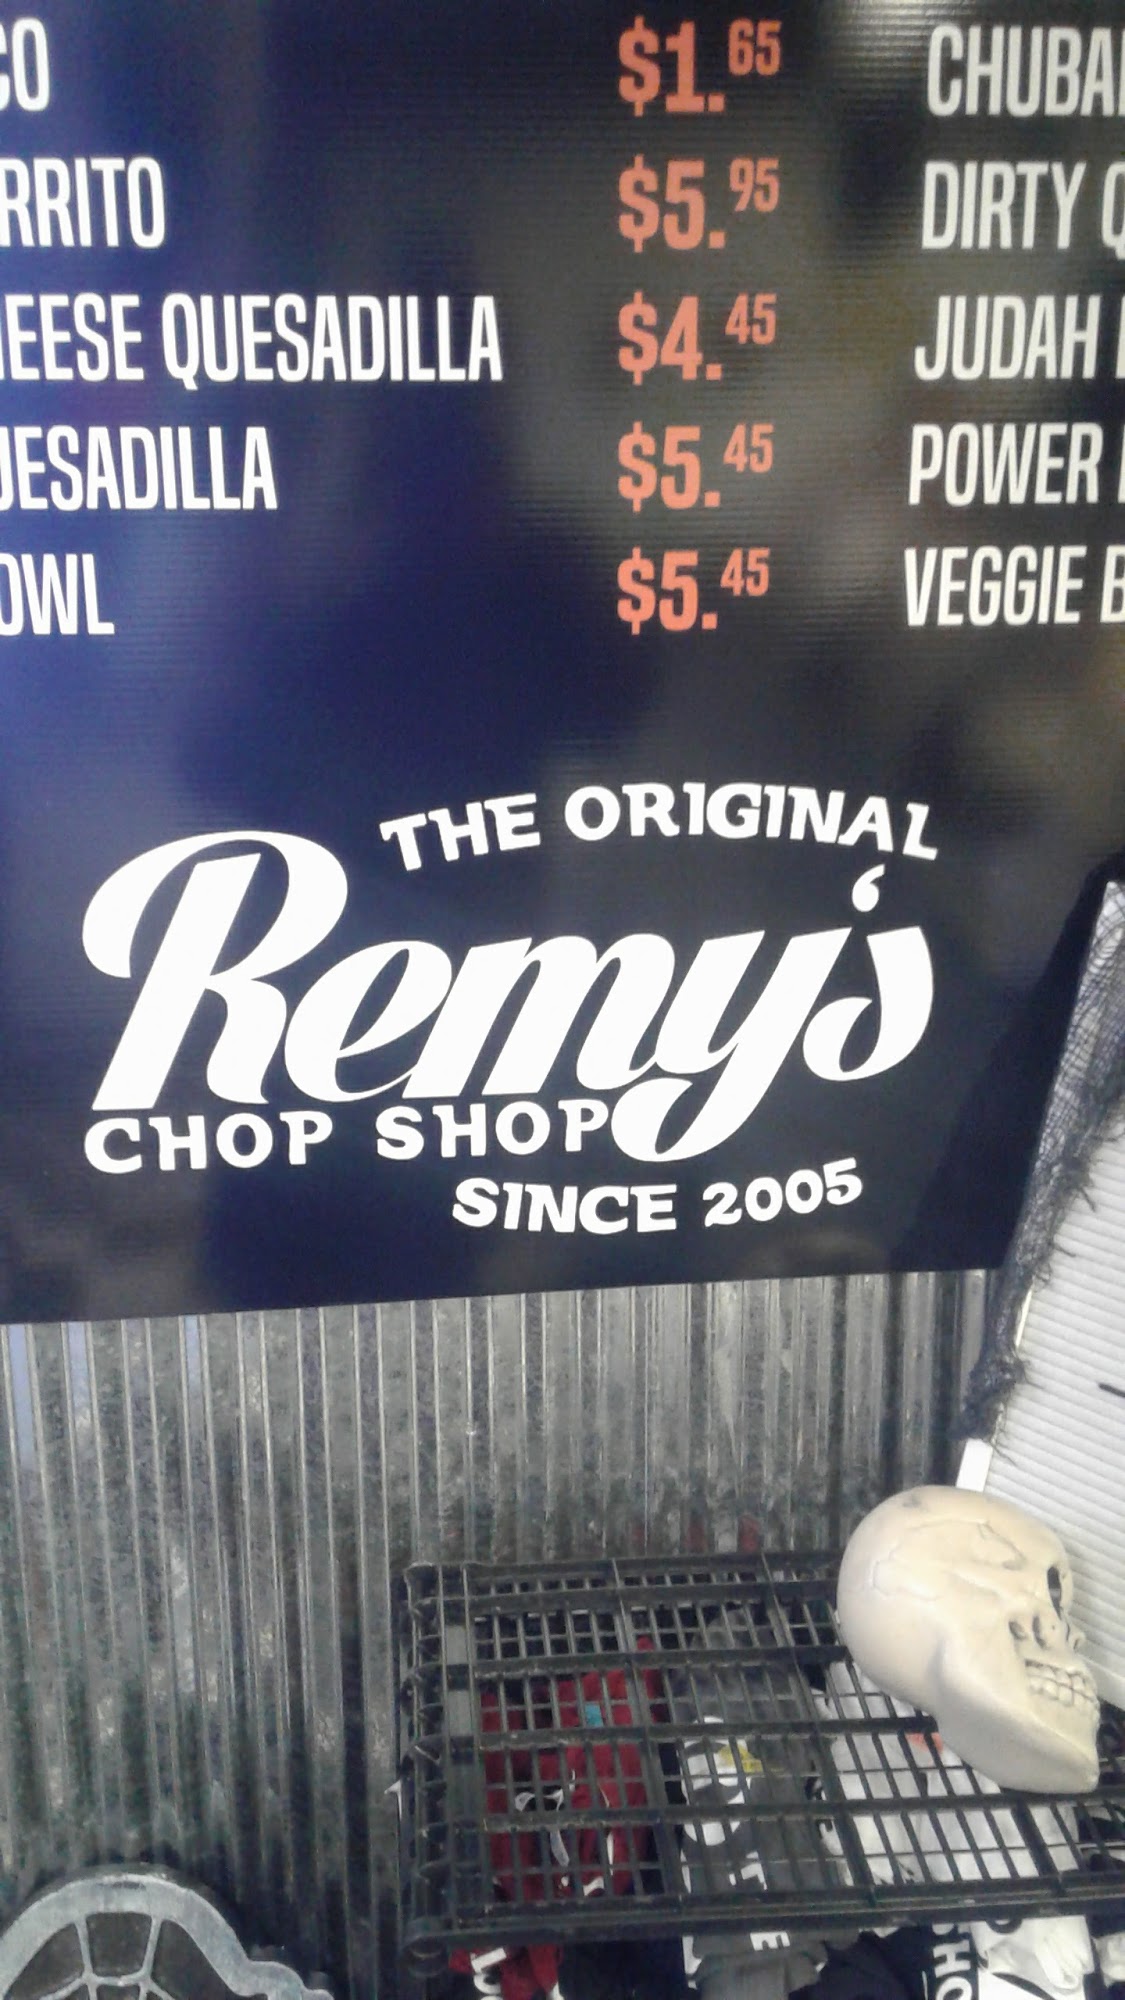 CO $1.65 CHUBA
RRITO $5.95 DIRTY Q
EESE QUESADILLA $4.45 JUDAH
UESADILLA $5.45 POWER
OWL $5.45 VEGGIE B
THE ORIGINAL
Remy's
CHOP SHOP
SINCE 2005